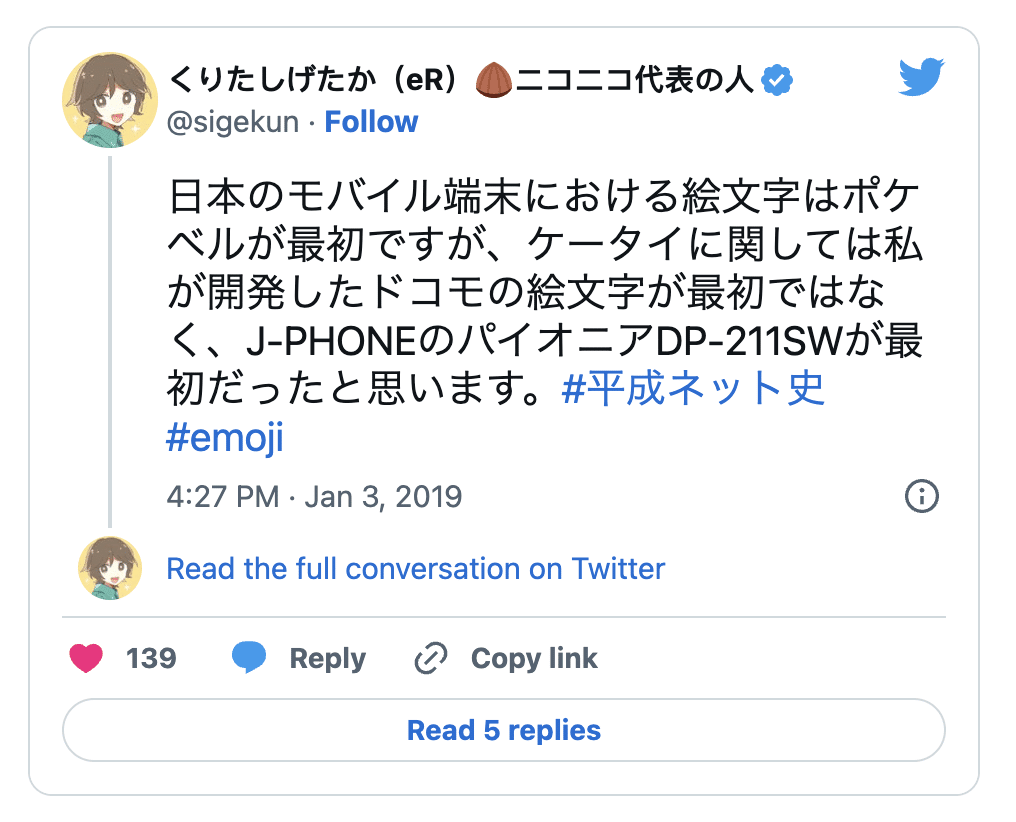 くりたしげたか（eR）🌰ニコニコ代表の人
@sigekun · Follow
日本のモバイル端末における絵文字はポケ
ベルが最初ですが、ケータイに関しては私
が開発したドコモの絵文字が最初ではな
く、J-PHONEのパイオニアDP-211SWが最
初だったと思います。#平成ネット史
#emoji
4:27 PM · Jan 3, 2019
Read the full conversation on Twitter
139 Reply Copy link
Read 5 replies